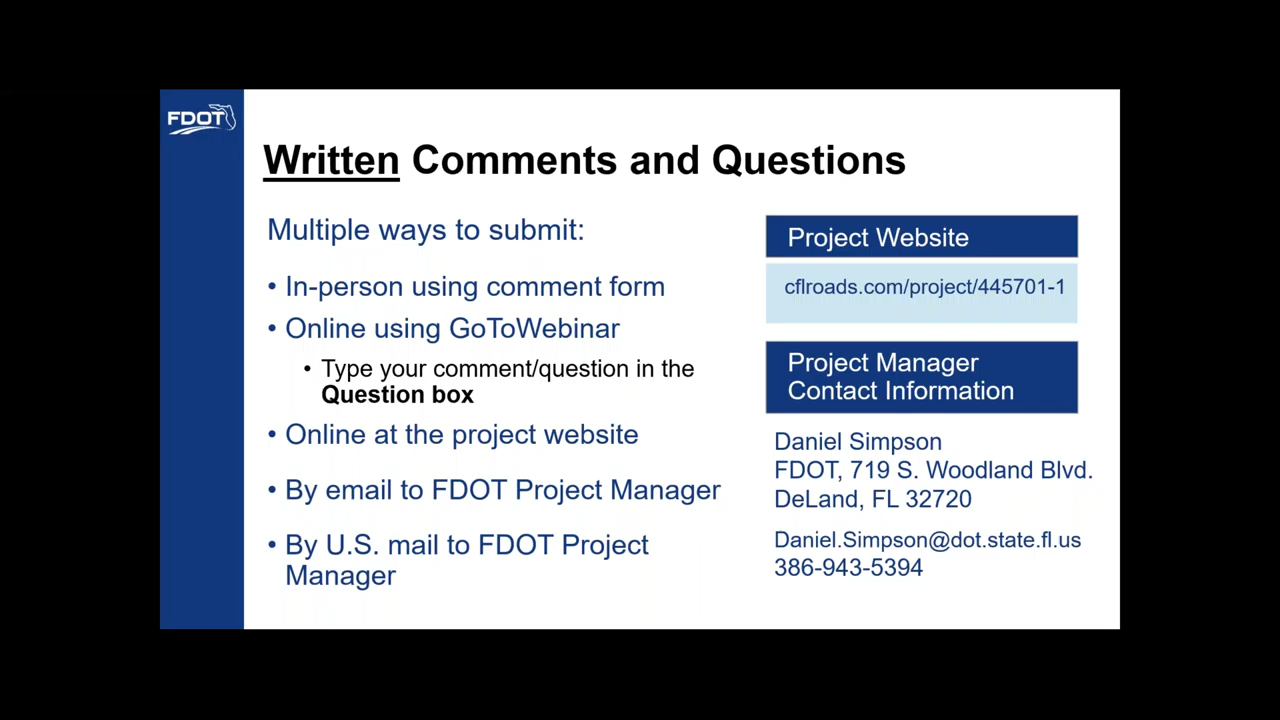 FDOT
Written Comments and Questions
Multiple ways to submit:
• In-person using comment form
• Online using GoToWebinar
• Type your comment/question in the
Question box
• Online at the project website
• By email to FDOT Project Manager
• By U.S. mail to FDOT Project
Manager
Project Website
cflroads.com/project/445701-1
Project Manager
Contact Information
Daniel Simpson
FDOT, 719 S. Woodland Blvd.
DeLand, FL 32720
Daniel.Simpson@dot.state.fl.us
386-943-5394